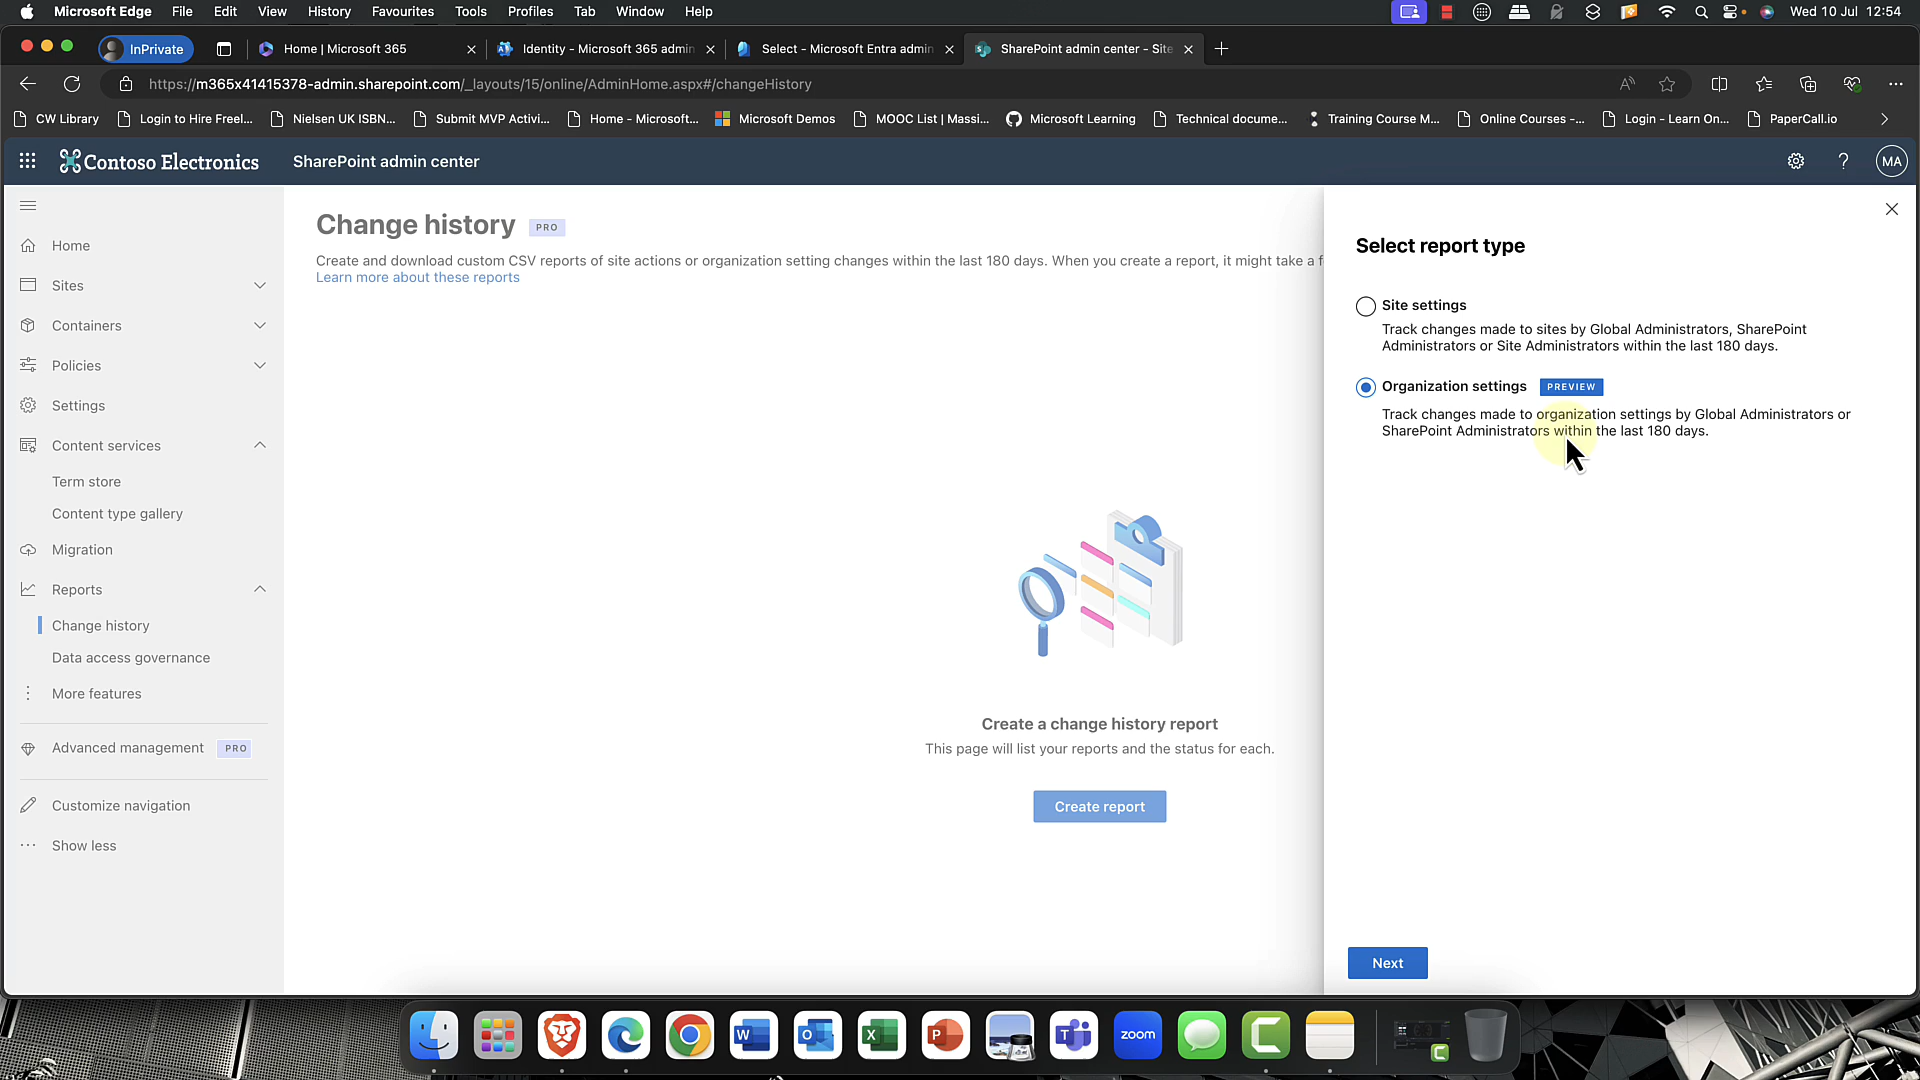 Microsoft Edge File Edit View History Favourites Tools Profiles Tab Window Help Wed 10 Jul 12:54
InPrivate Home | Microsoft 365 Identity - Microsoft 365 admin Select - Microsoft Entra admin SharePoint admin center - Site
https://m365x41415378-admin.sharepoint.com/_layouts/15/online/AdminHome.aspx#/changeHistory
CW Library Login to Hire Freel... Nielsen UK ISBN... Submit MVP Activi... Home - Microsoft... Microsoft Demos MOOC List | Massi... Microsoft Learning Technical docume... Training Course M... Online Courses -... Login - Learn On... PaperCall.io
Contoso Electronics SharePoint admin center ? MA
Home
Sites
Containers
Policies
Settings
Content services
Term store
Content type gallery
Migration
Reports
Change history
Data access governance
More features
Advanced management PRO
Customize navigation
Show less
Change history PRO
Create and download custom CSV reports of site actions or organization setting changes within the last 180 days. When you create a report, it might take a f
Learn more about these reports
Create a change history report
This page will list your reports and the status for each.
Create report
Select report type
Site settings
Track changes made to sites by Global Administrators, SharePoint
Administrators or Site Administrators within the last 180 days.
Organization settings PREVIEW
Track changes made to organization settings by Global Administrators or
SharePoint Administrators within the last 180 days.
Next
W O X P zoom